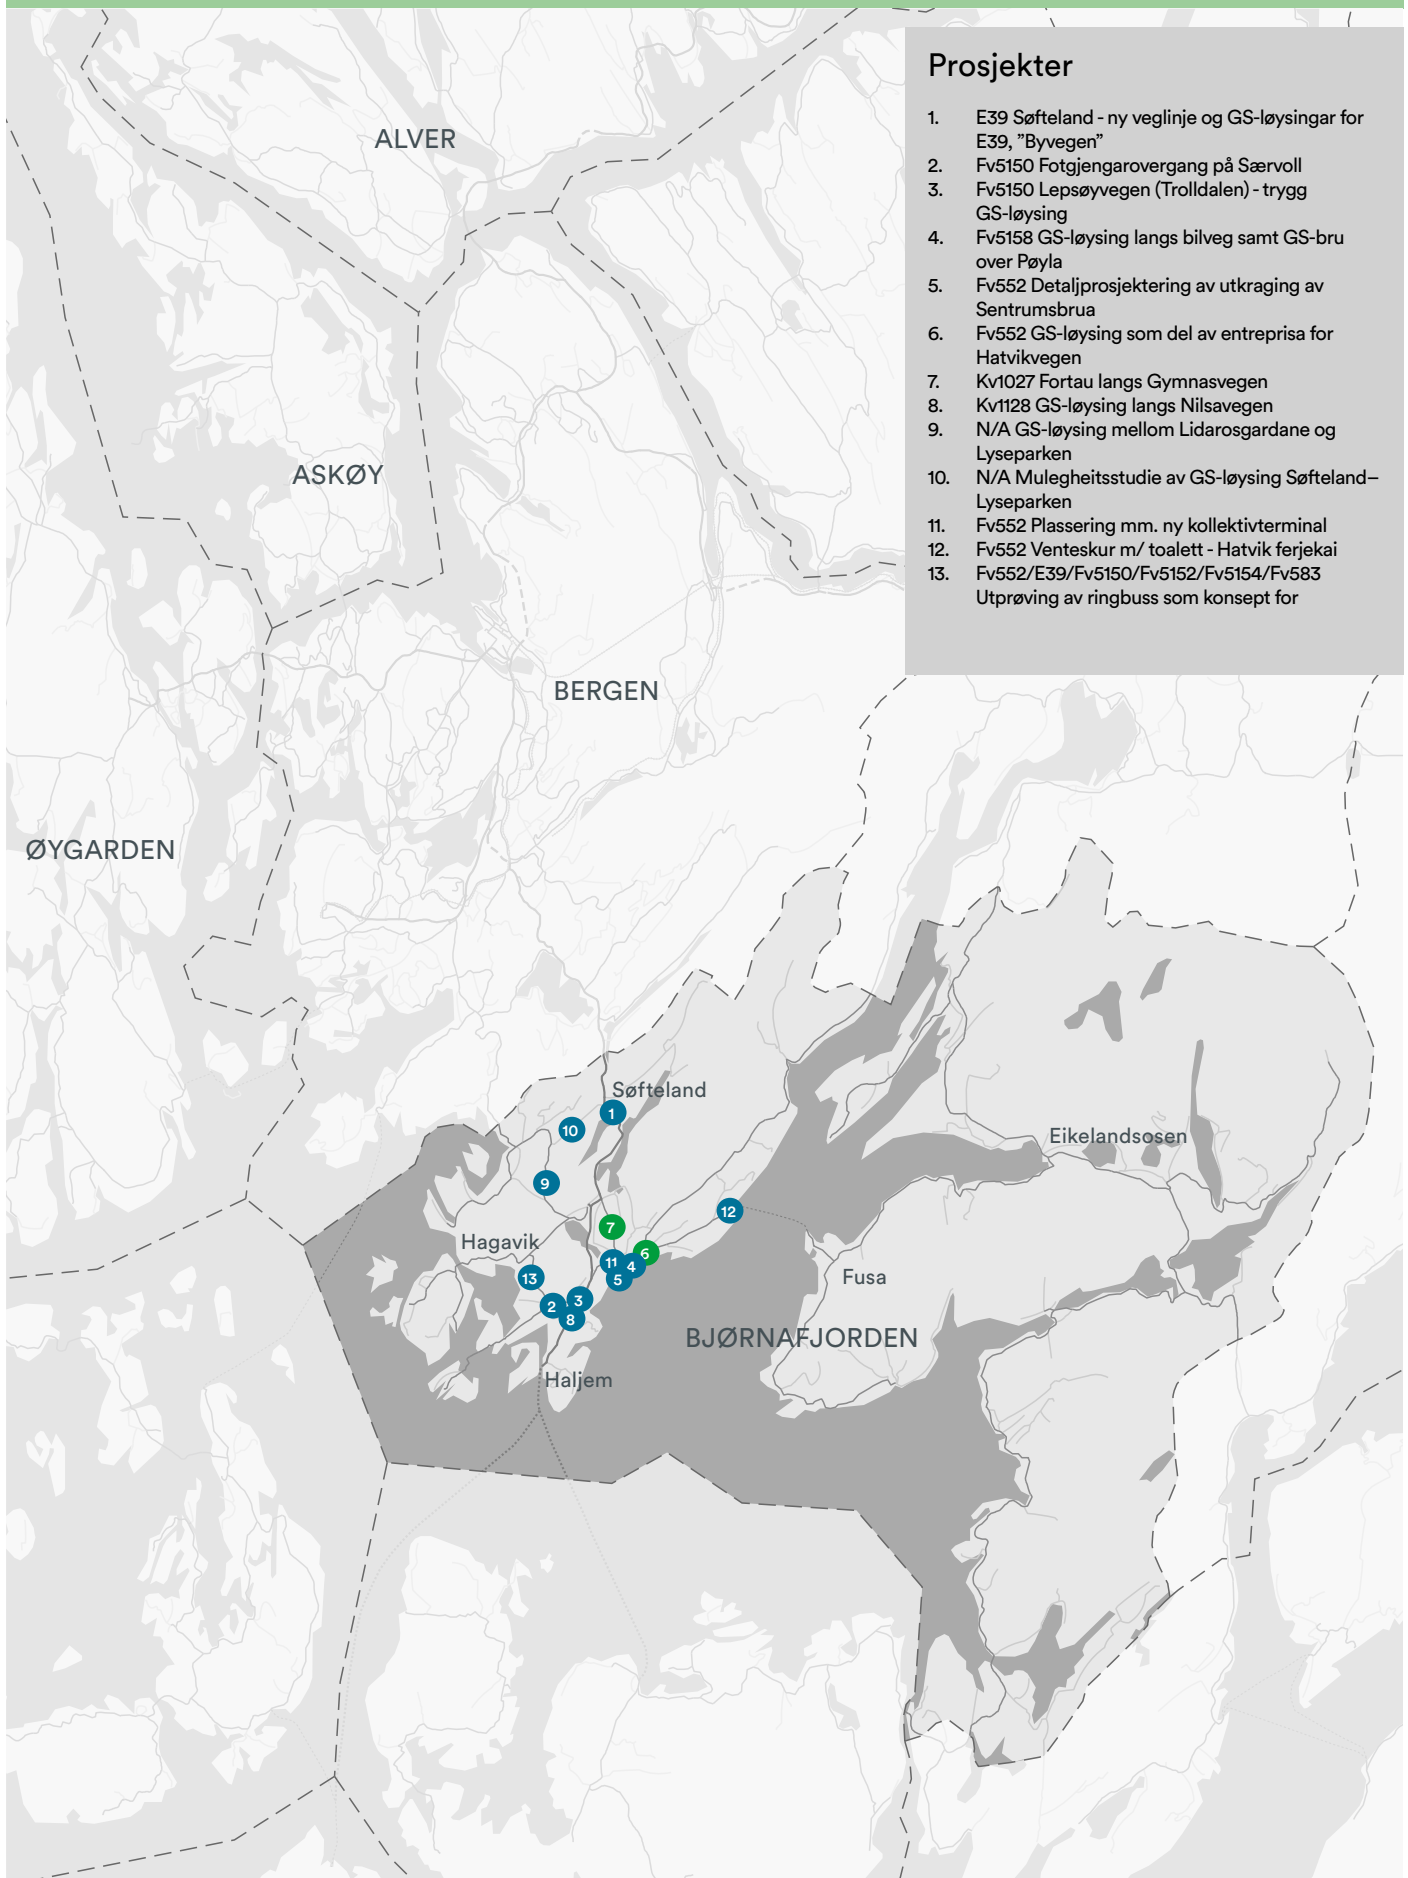 Prosjekter
1. E39 Søfteland - ny veglinje og GS-løysingar for
E39, ”Byvegen”
2. Fv5150 Fotgjengarovergang på Særvoll
3. Fv5150 Lepsøyvegen (Trolldalen) - trygg
GS-løysing
4. Fv5158 GS-løysing langs bilveg samt GS-bru
over Pøyla
5. Fv552 Detaljprosjektering av utkraging av
Sentrumsbrua
6. Fv552 GS-løysing som del av entreprisa for
Hatvikvegen
7. Kv1027 Fortau langs Gymnasvegen
8. Kv1128 GS-løysing langs Nilsavegen
9. N/A GS-løysing mellom Lidarosgardane og
Lyseparken
10. N/A Mulegheitsstudie av GS-løysing Søfteland–
Lyseparken
11. Fv552 Plassering mm. ny kollektivterminal
12. Fv552 Venteskur m/ toalett - Hatvik ferjekai
13. Fv552/E39/Fv5150/Fv5152/Fv5154/Fv583
Utprøving av ringbuss som konsept for
ALVER
ASKØY
BERGEN
ØYGARDEN
Søfteland
1
10
Eikelandsosen
9
12
7
Hagavik
6
11
4
13
5
Fusa
3
2
8
BJØRNAFJORDEN
Haljem